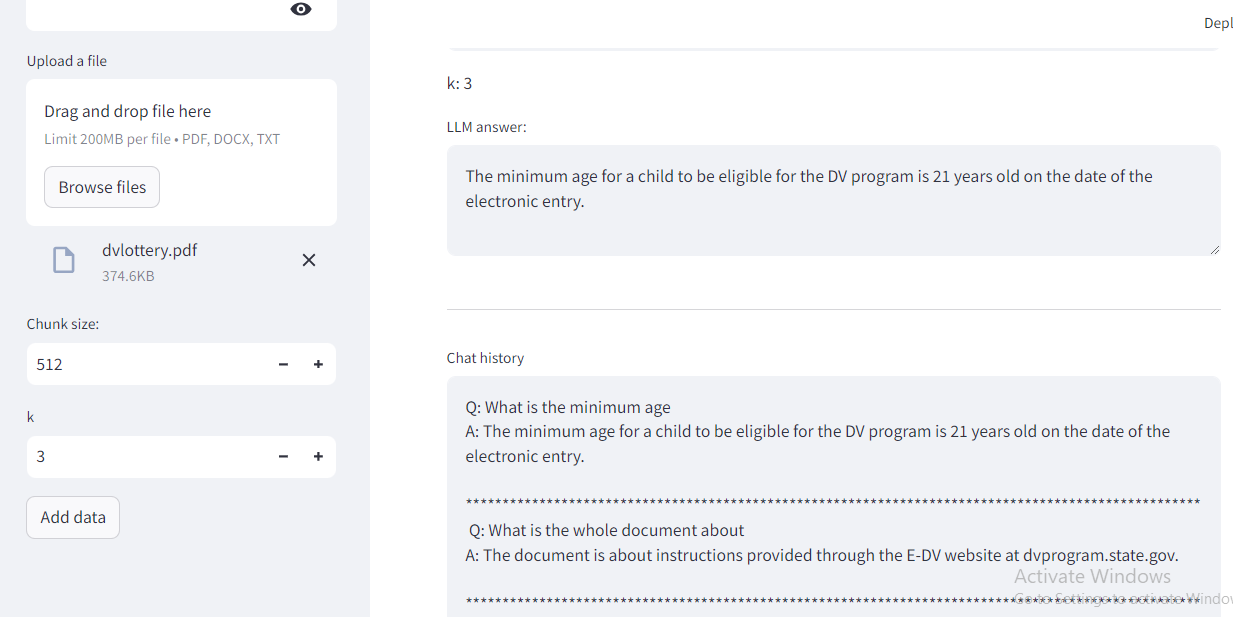 Depl
Upload a file
Drag and drop file here
Limit 200MB per file • PDF, DOCX, TXT
Browse files
dvlottery.pdf
374.6KB
Chunk size:
512
k
3
Add data
k: 3
LLM answer:
The minimum age for a child to be eligible for the DV program is 21 years old on the date of the
electronic entry.
Chat history
Q: What is the minimum age
A: The minimum age for a child to be eligible for the DV program is 21 years old on the date of the
electronic entry.
****************************************************************************************************
Q: What is the whole document about
A: The document is about instructions provided through the E-DV website at dvprogram.state.gov.
****************************************************************************************************
Activate Windows
Go to Settings to activate Window